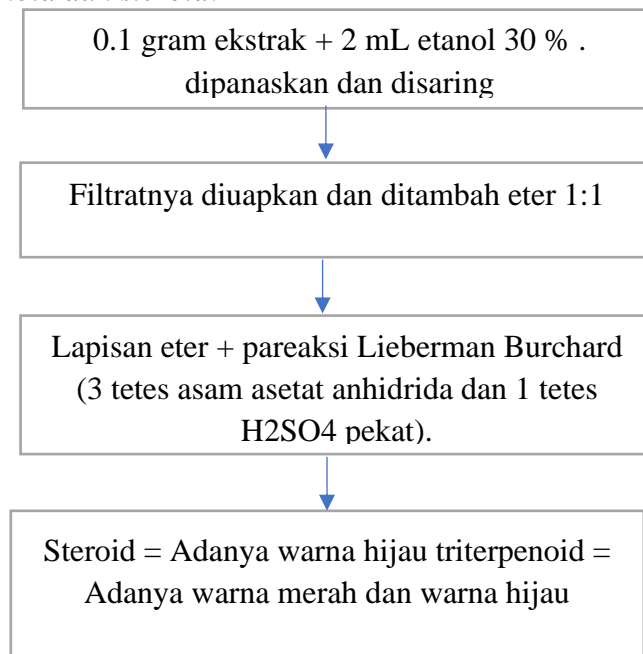 0.1 gram ekstrak + 2 mL etanol 30 % .
dipanaskan dan disaring
Filtratnya diuapkan dan ditambah eter 1:1
Lapisan eter + pareaksi Lieberman Burchard
(3 tetes asam asetat anhidrida dan 1 tetes
H2SO4 pekat).
Steroid = Adanya warna hijau triterpenoid =
Adanya warna merah dan warna hijau